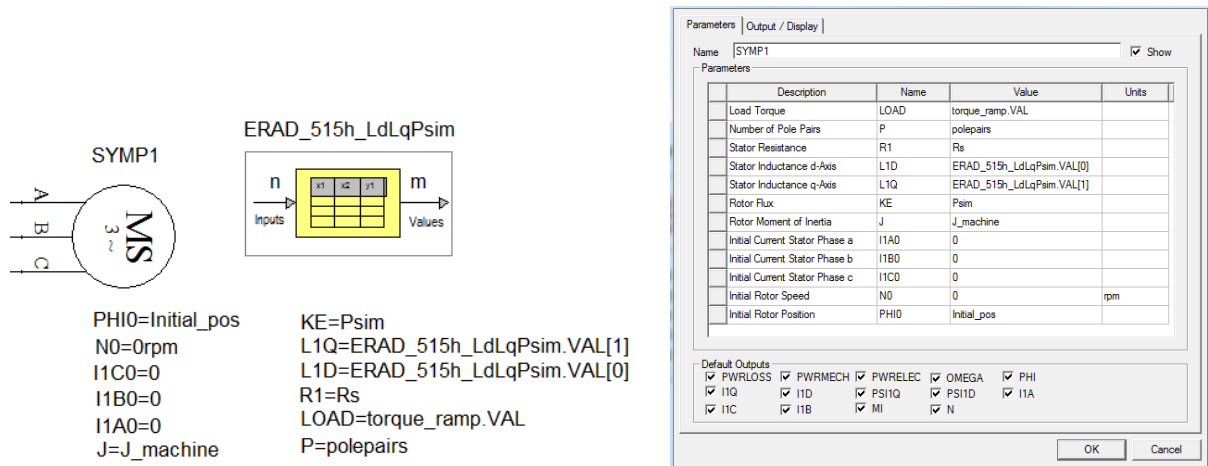 ERAD_515h_LdLqPsim
SYMP1
A
B
C
MS
3 ~
n
Inputs
x1 x2 y1
m
Values
PHI0=Initial_pos
N0=0rpm
I1C0=0
I1B0=0
I1A0=0
J=J_machine
KE=Psim
L1Q=ERAD_515h_LdLqPsim.VAL[1]
L1D=ERAD_515h_LdLqPsim.VAL[0]
R1=Rs
LOAD=torque_ramp.VAL
P=polepairs
Parameters Output / Display
Name SYMP1 Show
Parameters
Description Name Value Units
Load Torque LOAD torque_ramp.VAL
Number of Pole Pairs P polepairs
Stator Resistance R1 Rs
Stator Inductance d-Axis L1D ERAD_515h_LdLqPsim.VAL[0]
Stator Inductance q-Axis L1Q ERAD_515h_LdLqPsim.VAL[1]
Rotor Flux KE Psim
Rotor Moment of Inertia J J_machine
Initial Current Stator Phase a I1A0 0
Initial Current Stator Phase b I1B0 0
Initial Current Stator Phase c I1C0 0
Initial Rotor Speed N0 0 rpm
Initial Rotor Position PHI0 Initial_pos
Default Outputs
PWRLOSS PWRMECH PWRELEC OMEGA PHI
I1Q I1D PSI1Q PSI1D I1A
I1C I1B MI N
OK Cancel